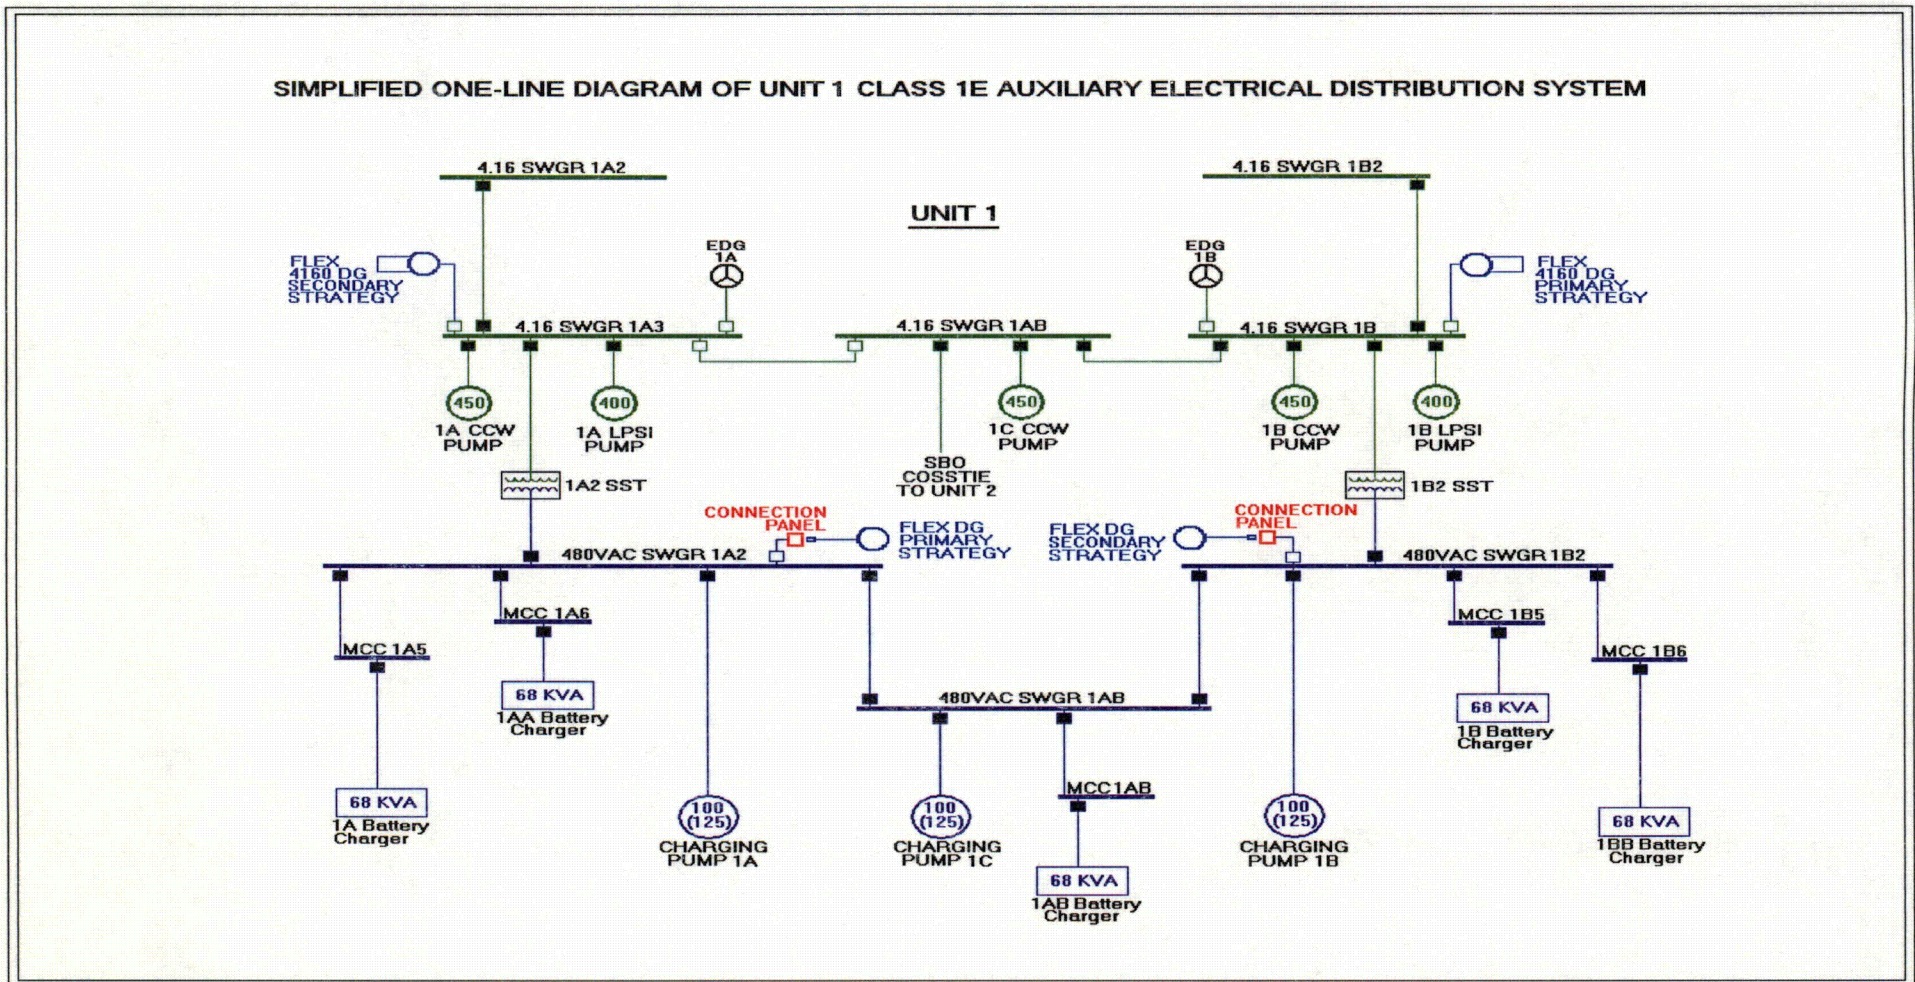 SIMPLIFIED ONE-LINE DIAGRAM OF UNIT 1 CLASS 1E AUXILIARY ELECTRICAL DISTRIBUTION SYSTEM
4.16 SWGR 1A2
4.16 SWGR 1B2
UNIT 1
FLEX
4160 DG
SECONDARY
STRATEGY
EDG
1A
EDG
1B
FLEX
4160 DG
PRIMARY
STRATEGY
4.16 SWGR 1A3
4.16 SWGR 1AB
4.16 SWGR 1B
450
1A CCW
PUMP
400
1A LPSI
PUMP
450
1C CCW
PUMP
450
1B CCW
PUMP
400
1B LPSI
PUMP
SBO
COSSTIE
TO UNIT 2
1A2 SST
1B2 SST
CONNECTION
PANEL
FLEX DG
PRIMARY
STRATEGY
FLEX DG
SECONDARY
STRATEGY
CONNECTION
PANEL
480VAC SWGR 1A2
480VAC SWGR 1B2
MCC 1A6
MCC 1A5
MCC 1B5
MCC 1B6
68 KVA
1AA Battery
Charger
480VAC SWGR 1AB
68 KVA
1B Battery
Charger
68 KVA
1A Battery
Charger
100
(125)
CHARGING
PUMP 1A
100
(125)
CHARGING
PUMP 1C
MCC1AB
68 KVA
1AB Battery
Charger
100
(125)
CHARGING
PUMP 1B
68 KVA
1BB Battery
Charger